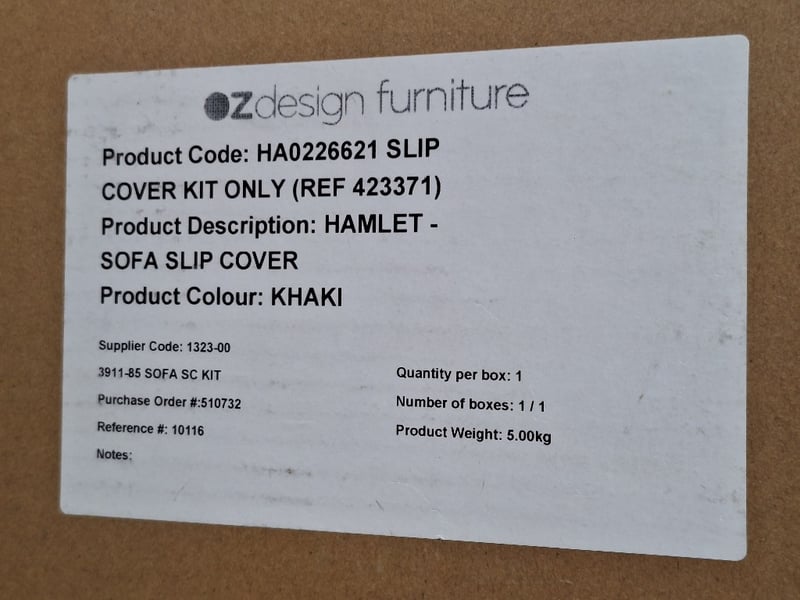 OZdesign furniture
Product Code: HA0226621 SLIP
COVER KIT ONLY (REF 423371)
Product Description: HAMLET -
SOFA SLIP COVER
Product Colour: KHAKI
Supplier Code: 1323-00
3911-85 SOFA SC KIT
Purchase Order #:510732
Reference #: 10116
Notes:
Quantity per box: 1
Number of boxes: 1 / 1
Product Weight: 5.00kg